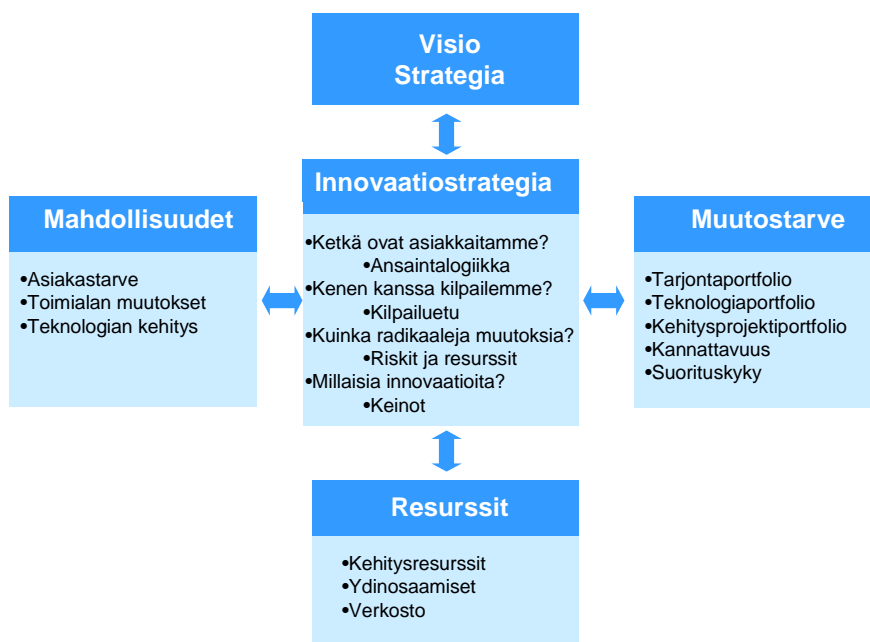 Visio
Strategia
Innovaatiostrategia
•Ketkä ovat asiakkaitamme?
•Ansaintalogiikka
•Kenen kanssa kilpailemme?
•Kilpailuetu
•Kuinka radikaaleja muutoksia?
•Riskit ja resurssit
•Millaisia innovaatioita?
•Keinot
Mahdollisuudet
•Asiakastarve
•Toimialan muutokset
•Teknologian kehitys
Muutostarve
•Tarjontaportfolio
•Teknologiaportfolio
•Kehitysprojektiportfolio
•Kannattavuus
•Suorituskyky
Resurssit
•Kehitysresurssit
•Ydinosaamiset
•Verkosto